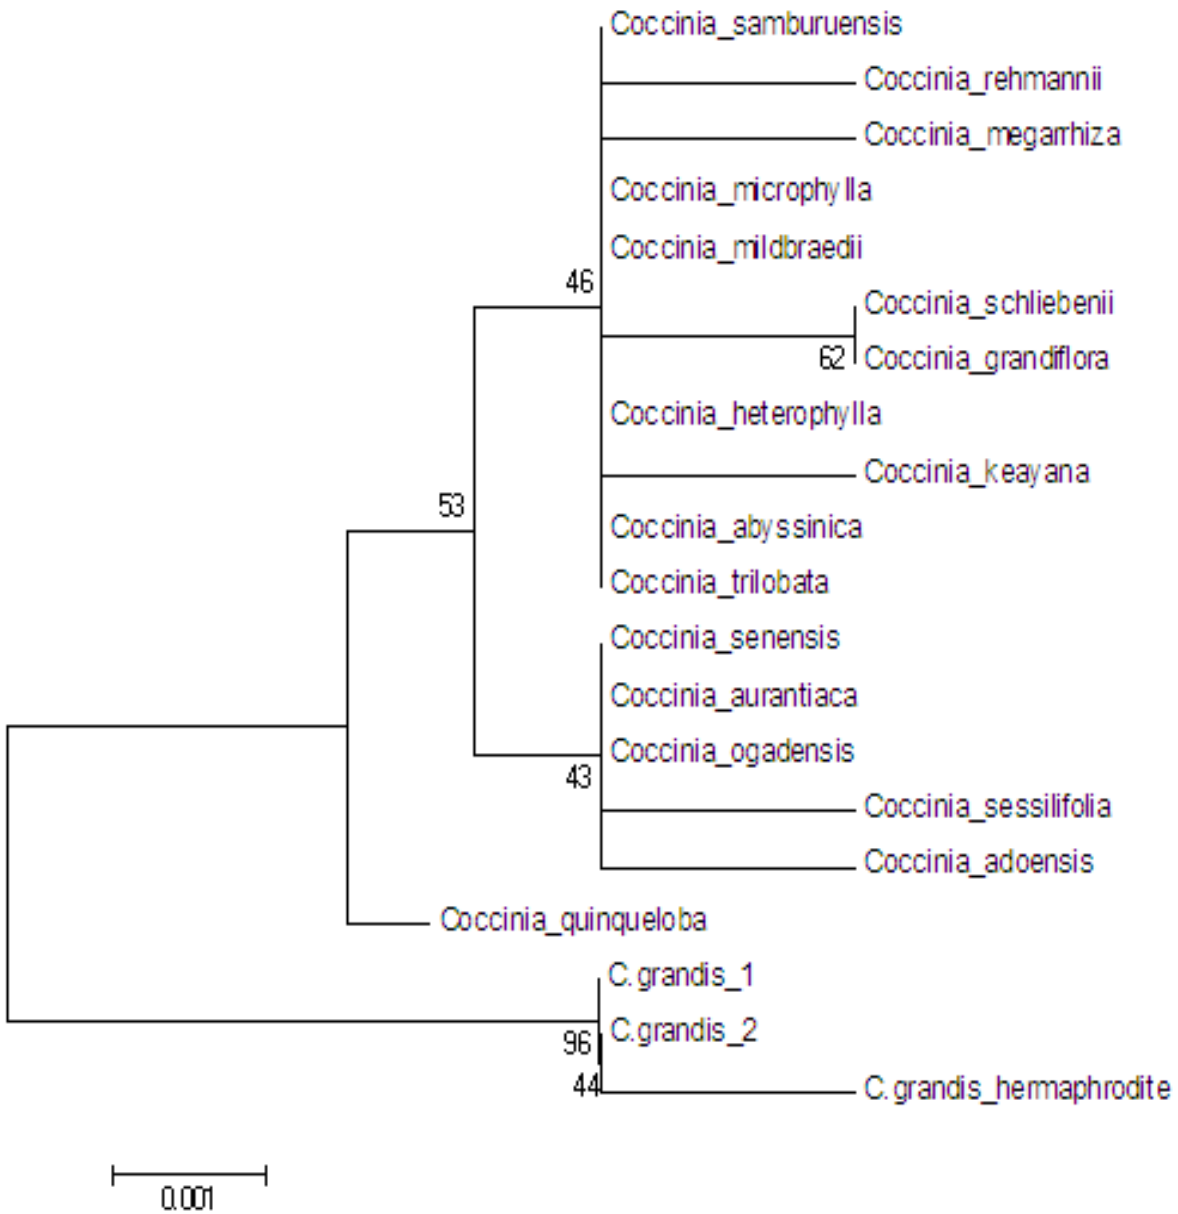 Coccinia_samburuensis
Coccinia_rehmannii
Coccinia_megarrhiza
Coccinia_microphylla
Coccinia_mildbraedii
46
Coccinia_schliebenii
62 Coccinia_grandiflora
Coccinia_heterophylla
Coccinia_keayana
53
Coccinia_abyssinica
Coccinia_trilobata
Coccinia_senensis
Coccinia_aurantiaca
Coccinia_ogadensis
43
Coccinia_sessilifolia
Coccinia_adoensis
Coccinia_quinqueloba
C.grandis_1
C.grandis_2
96
44
C.grandis_hermaphrodite
0.001